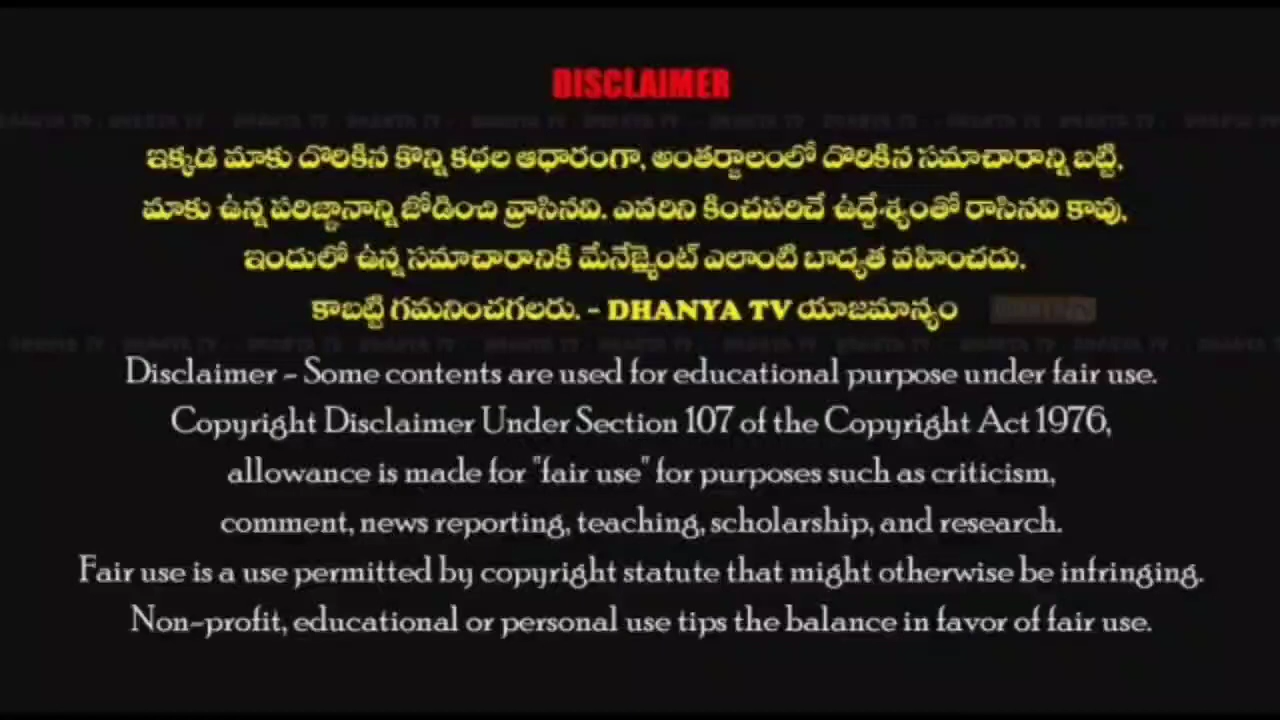 DISCLAIMER
ఇక్కడ మాకు దొరికిన కొన్ని కథల ఆధారంగా, అంతర్జాలంలో దొరికిన సమాచారాన్ని బట్టి,
మాకు ఉన్న పరిజ్ఞానాన్ని జోడించి వ్రాసినవి. ఎవరిని కించపరిచే ఉద్దేశ్యంతో రాసినవి కావు,
ఇందులో ఉన్న సమాచారానికి మేనేజ్మెంట్ ఎలాంటి బాద్యత వహించదు.
కాబట్టి గమనించగలరు. - DHANYA TV యాజమాన్యం
Disclaimer - Some contents are used for educational purpose under fair use.
Copyright Disclaimer Under Section 107 of the Copyright Act 1976,
allowance is made for "fair use" for purposes such as criticism,
comment, news reporting, teaching, scholarship, and research.
Fair use is a use permitted by copyright statute that might otherwise be infringing.
Non-profit, educational or personal use tips the balance in favor of fair use.